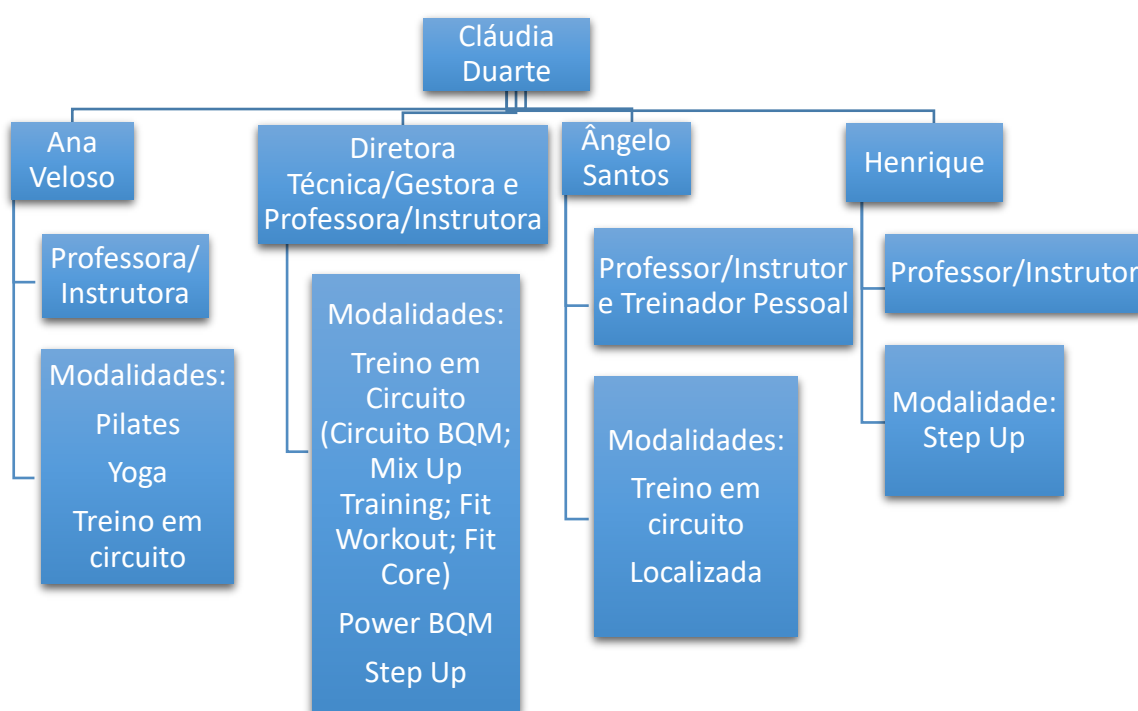 Cláudia
Duarte
Ana
Veloso
Professora/
Instrutora
Modalidades:
Pilates
Yoga
Treino em
circuito
Diretora
Técnica/Gestora e
Professora/Instrutora
Modalidades:
Treino em
Circuito
(Circuito BQM;
Mix Up
Training; Fit
Workout; Fit
Core)
Power BQM
Step Up
Ângelo
Santos
Professor/Instrutor
e Treinador Pessoal
Modalidades:
Treino em
circuito
Localizada
Henrique
Professor/Instrutor
Modalidade:
Step Up